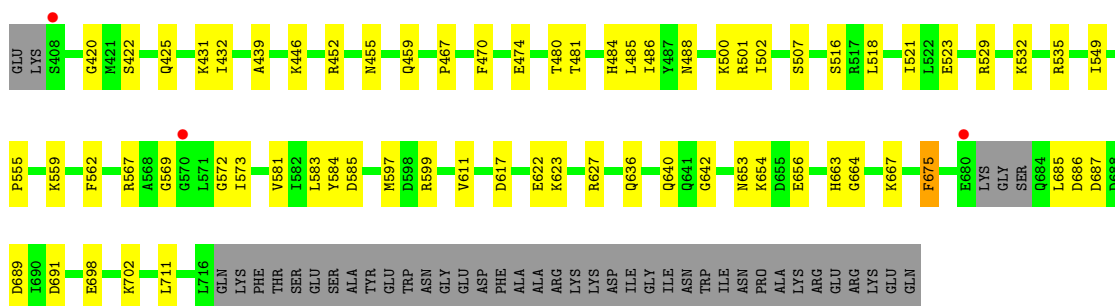 GLU LYS S408 G420 M421 S422 Q425 K431 I432 A439 K446 R452 N455 Q459 P467 F470 E474 T480 T481 H484 L485 I486 Y487 N488 K500 R501 I502 S507 S516 R517 L518 I521 L522 E523 R529 K532 R535 I549
P555 K559 F562 R567 A568 G569 G570 L571 G572 I573 V581 I582 L583 Y584 D585 M597 D598 R599 V611 D617 E622 K623 R627 Q636 Q640 Q641 G642 N653 K654 D655 E656 H663 G664 K667 F675 E680 LYS GLY SER Q684 L685 D686 D687 D688
D689 I690 D691 E698 K702 L711 L716 GLN LYS PHE THR SER GLU SER ALA TYR GLU TRP ASN GLY GLU ASP PHE ALA ALA ARG LYS LYS ASP ILE GLY ILE ASN TRP ILE ASN PRO ALA LYS ARG GLU ARG LYS GLU GLN